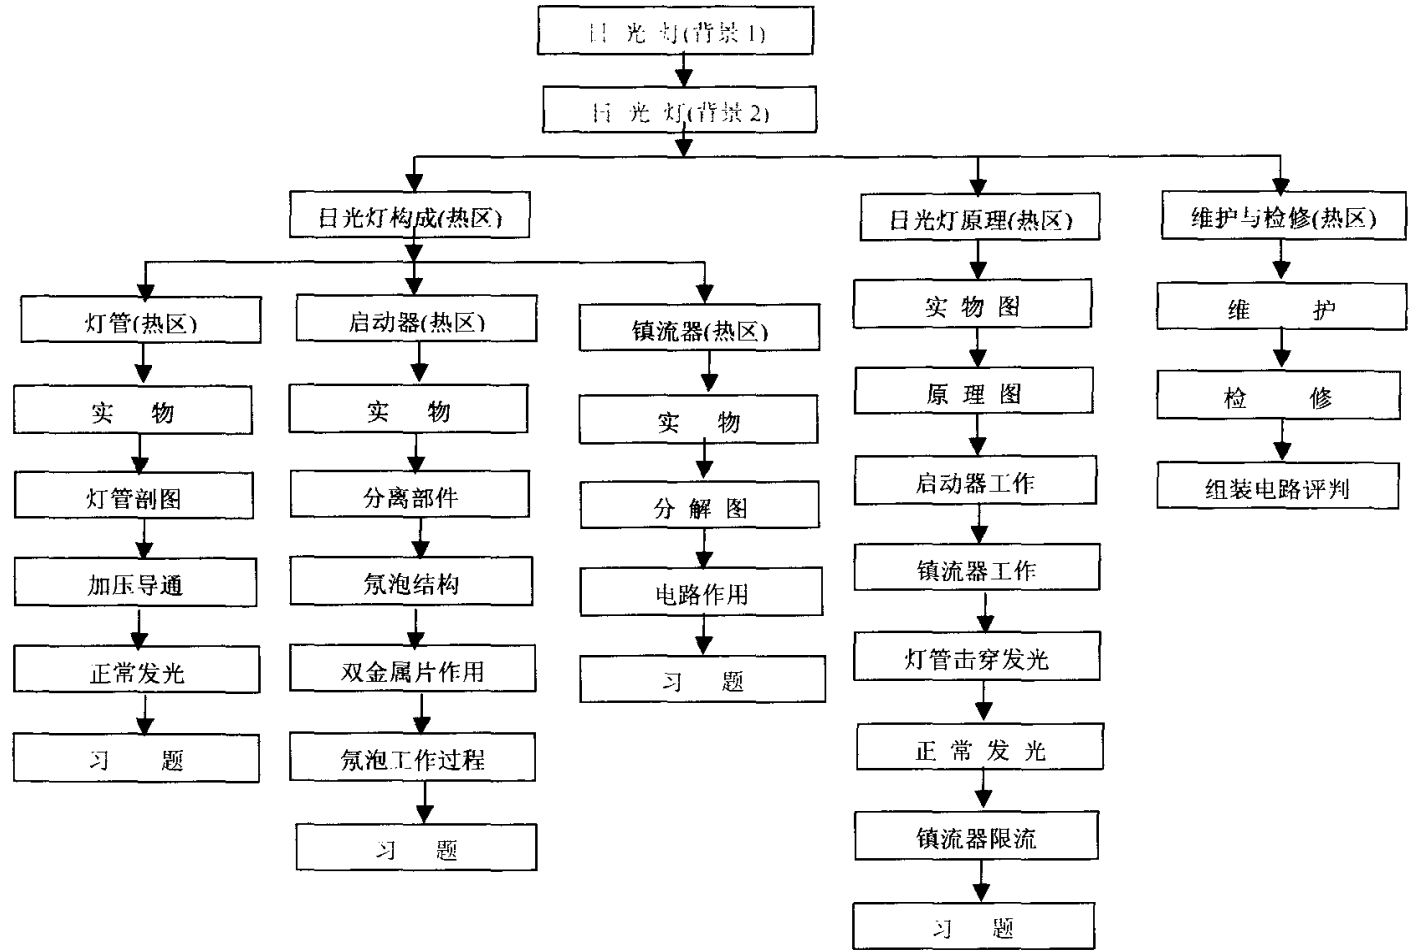 日 光 灯(背景1)
日 光 灯(背景2)
日光灯构成(热区)
日光灯原理(热区)
维护与检修(热区)
灯管(热区)
启动器(热区)
镇流器(热区)
实 物 图
维 护
实 物
实 物
实 物
原 理 图
检 修
灯管剖图
分离部件
分 解 图
启动器工作
组装电路评判
加压导通
氖泡结构
电路作用
镇流器工作
正常发光
双金属片作用
习 题
灯管击穿发光
习 题
氖泡工作过程
正 常 发 光
习 题
镇流器限流
习 题